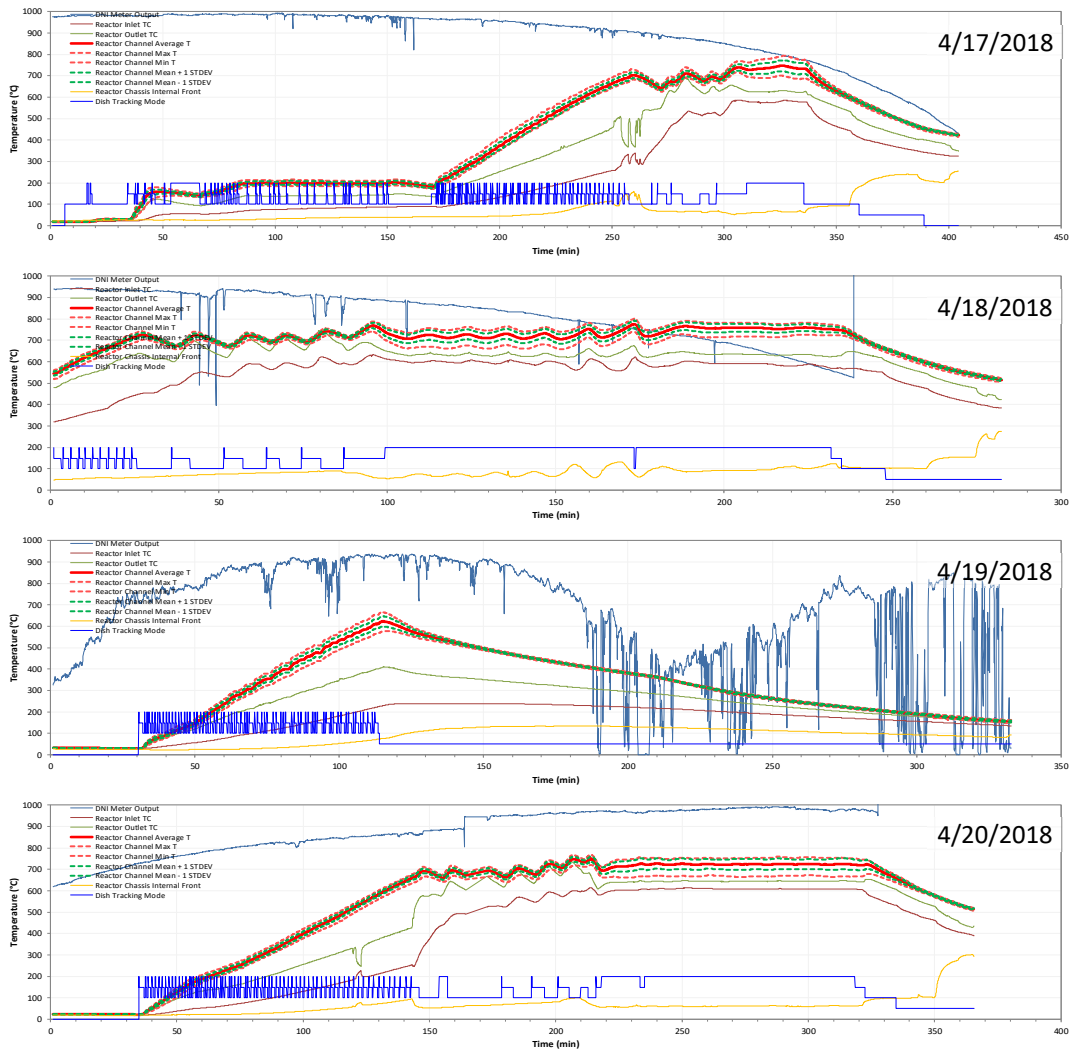 4/17/2018
DNI Meter Output
Reactor Inlet TC
Reactor Outlet TC
Reactor Channel Average T
Reactor Channel Max T
Reactor Channel Min T
Reactor Channel Mean + 1 STDEV
Reactor Channel Mean - 1 STDEV
Reactor Chassis Internal Front
Dish Tracking Mode
Temperature (°C)
1000
900
800
700
600
500
400
300
200
100
0
0 50 100 150 200 250 300 350 400 450
Time (min)
4/18/2018
DNI Meter Output
Reactor Inlet TC
Reactor Outlet TC
Reactor Channel Average T
Reactor Channel Max T
Reactor Channel Min T
Reactor Channel Mean + 1 STDEV
Reactor Channel Mean - 1 STDEV
Reactor Chassis Internal Front
Dish Tracking Mode
Temperature (°C)
1000
900
800
700
600
500
400
300
200
100
0
0 50 100 150 200 250 300
Time (min)
4/19/2018
DNI Meter Output
Reactor Inlet TC
Reactor Outlet TC
Reactor Channel Average T
Reactor Channel Max T
Reactor Channel Min T
Reactor Channel Mean + 1 STDEV
Reactor Channel Mean - 1 STDEV
Reactor Chassis Internal Front
Dish Tracking Mode
Temperature (°C)
1000
900
800
700
600
500
400
300
200
100
0
0 50 100 150 200 250 300 350
Time (min)
4/20/2018
DNI Meter Output
Reactor Inlet TC
Reactor Outlet TC
Reactor Channel Average T
Reactor Channel Max T
Reactor Channel Min T
Reactor Channel Mean + 1 STDEV
Reactor Channel Mean - 1 STDEV
Reactor Chassis Internal Front
Dish Tracking Mode
Temperature (°C)
1000
900
800
700
600
500
400
300
200
100
0
0 50 100 150 200 250 300 350 400
Time (min)